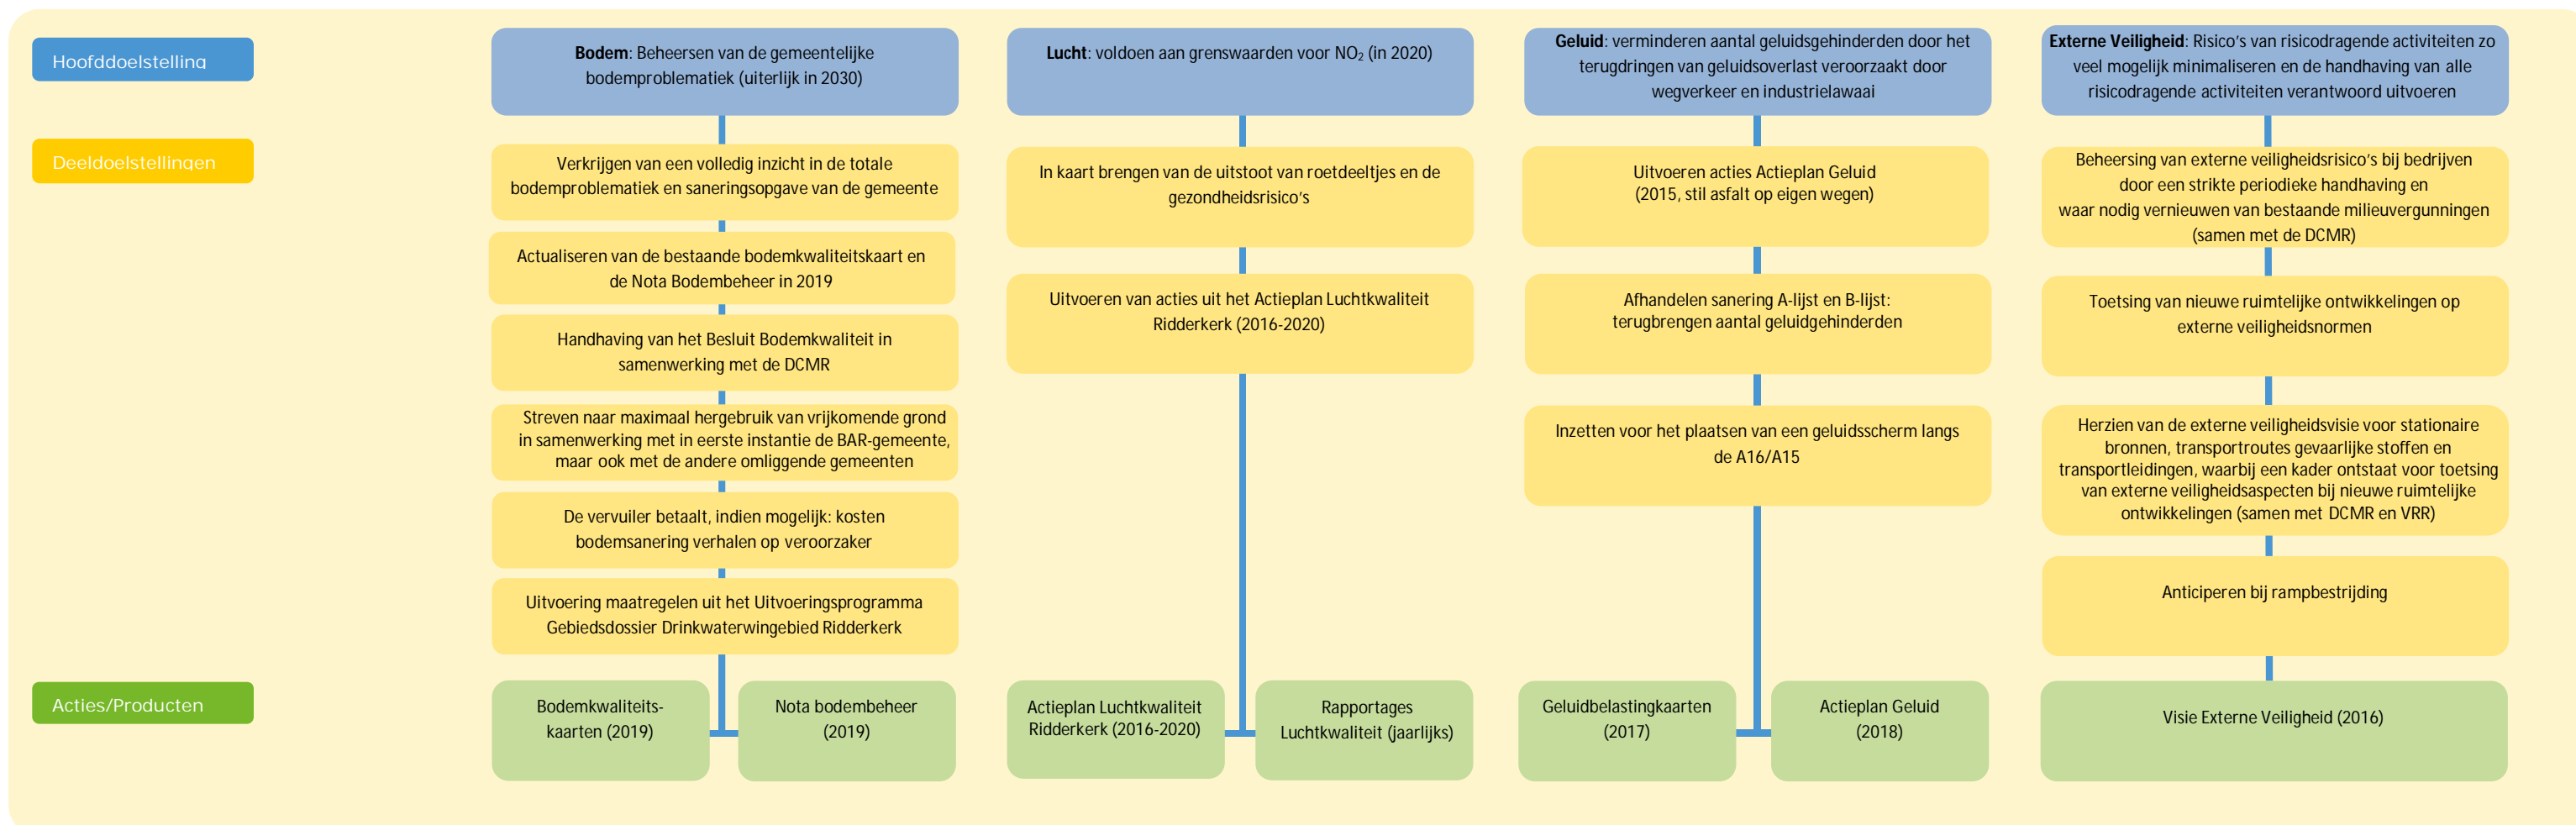 Hoofddoelstelling
Bodem: Beheersen van de gemeentelijke
bodemproblematiek (uiterlijk in 2030)
Lucht: voldoen aan grenswaarden voor NO₂ (in 2020)
Geluid: verminderen aantal geluidsgehinderden door het
terugdringen van geluidsoverlast veroorzaakt door
wegverkeer en industrielawaai
Externe Veiligheid: Risico's van risicodragende activiteiten zo
veel mogelijk minimaliseren en de handhaving van alle
risicodragende activiteiten verantwoord uitvoeren
Deeldoelstellingen
Verkrijgen van een volledig inzicht in de totale
bodemproblematiek en saneringsopgave van de gemeente
Actualiseren van de bestaande bodemkwaliteitskaart en
de Nota Bodembeheer in 2019
Handhaving van het Besluit Bodemkwaliteit in
samenwerking met de DCMR
Streven naar maximaal hergebruik van vrijkomende grond
in samenwerking met in eerste instantie de BAR-gemeente,
maar ook met de andere omliggende gemeenten
De vervuiler betaalt, indien mogelijk: kosten
bodemsanering verhalen op veroorzaker
Uitvoering maatregelen uit het Uitvoeringsprogramma
Gebiedsdossier Drinkwaterwingebied Ridderkerk
In kaart brengen van de uitstoot van roetdeeltjes en de
gezondheidsrisico's
Uitvoeren van acties uit het Actieplan Luchtkwaliteit
Ridderkerk (2016-2020)
Uitvoeren acties Actieplan Geluid
(2015, stil asfalt op eigen wegen)
Afhandelen sanering A-lijst en B-lijst:
terugbrengen aantal geluidgehinderden
Inzetten voor het plaatsen van een geluidsscherm langs
de A16/A15
Beheersing van externe veiligheidsrisico's bij bedrijven
door een strikte periodieke handhaving en
waar nodig vernieuwen van bestaande milieuvergunningen
(samen met de DCMR)
Toetsing van nieuwe ruimtelijke ontwikkelingen op
externe veiligheidsnormen
Herzien van de externe veiligheidsvisie voor stationaire
bronnen, transportroutes gevaarlijke stoffen en
transportleidingen, waarbij een kader ontstaat voor toetsing
van externe veiligheidsaspecten bij nieuwe ruimtelijke
ontwikkelingen (samen met DCMR en VRR)
Anticiperen bij rampbestrijding
Acties/Producten
Bodemkwaliteits-
kaarten (2019)
Nota bodembeheer
(2019)
Actieplan Luchtkwaliteit
Ridderkerk (2016-2020)
Rapportages
Luchtkwaliteit (jaarlijks)
Geluidbelastingkaarten
(2017)
Actieplan Geluid
(2018)
Visie Externe Veiligheid (2016)